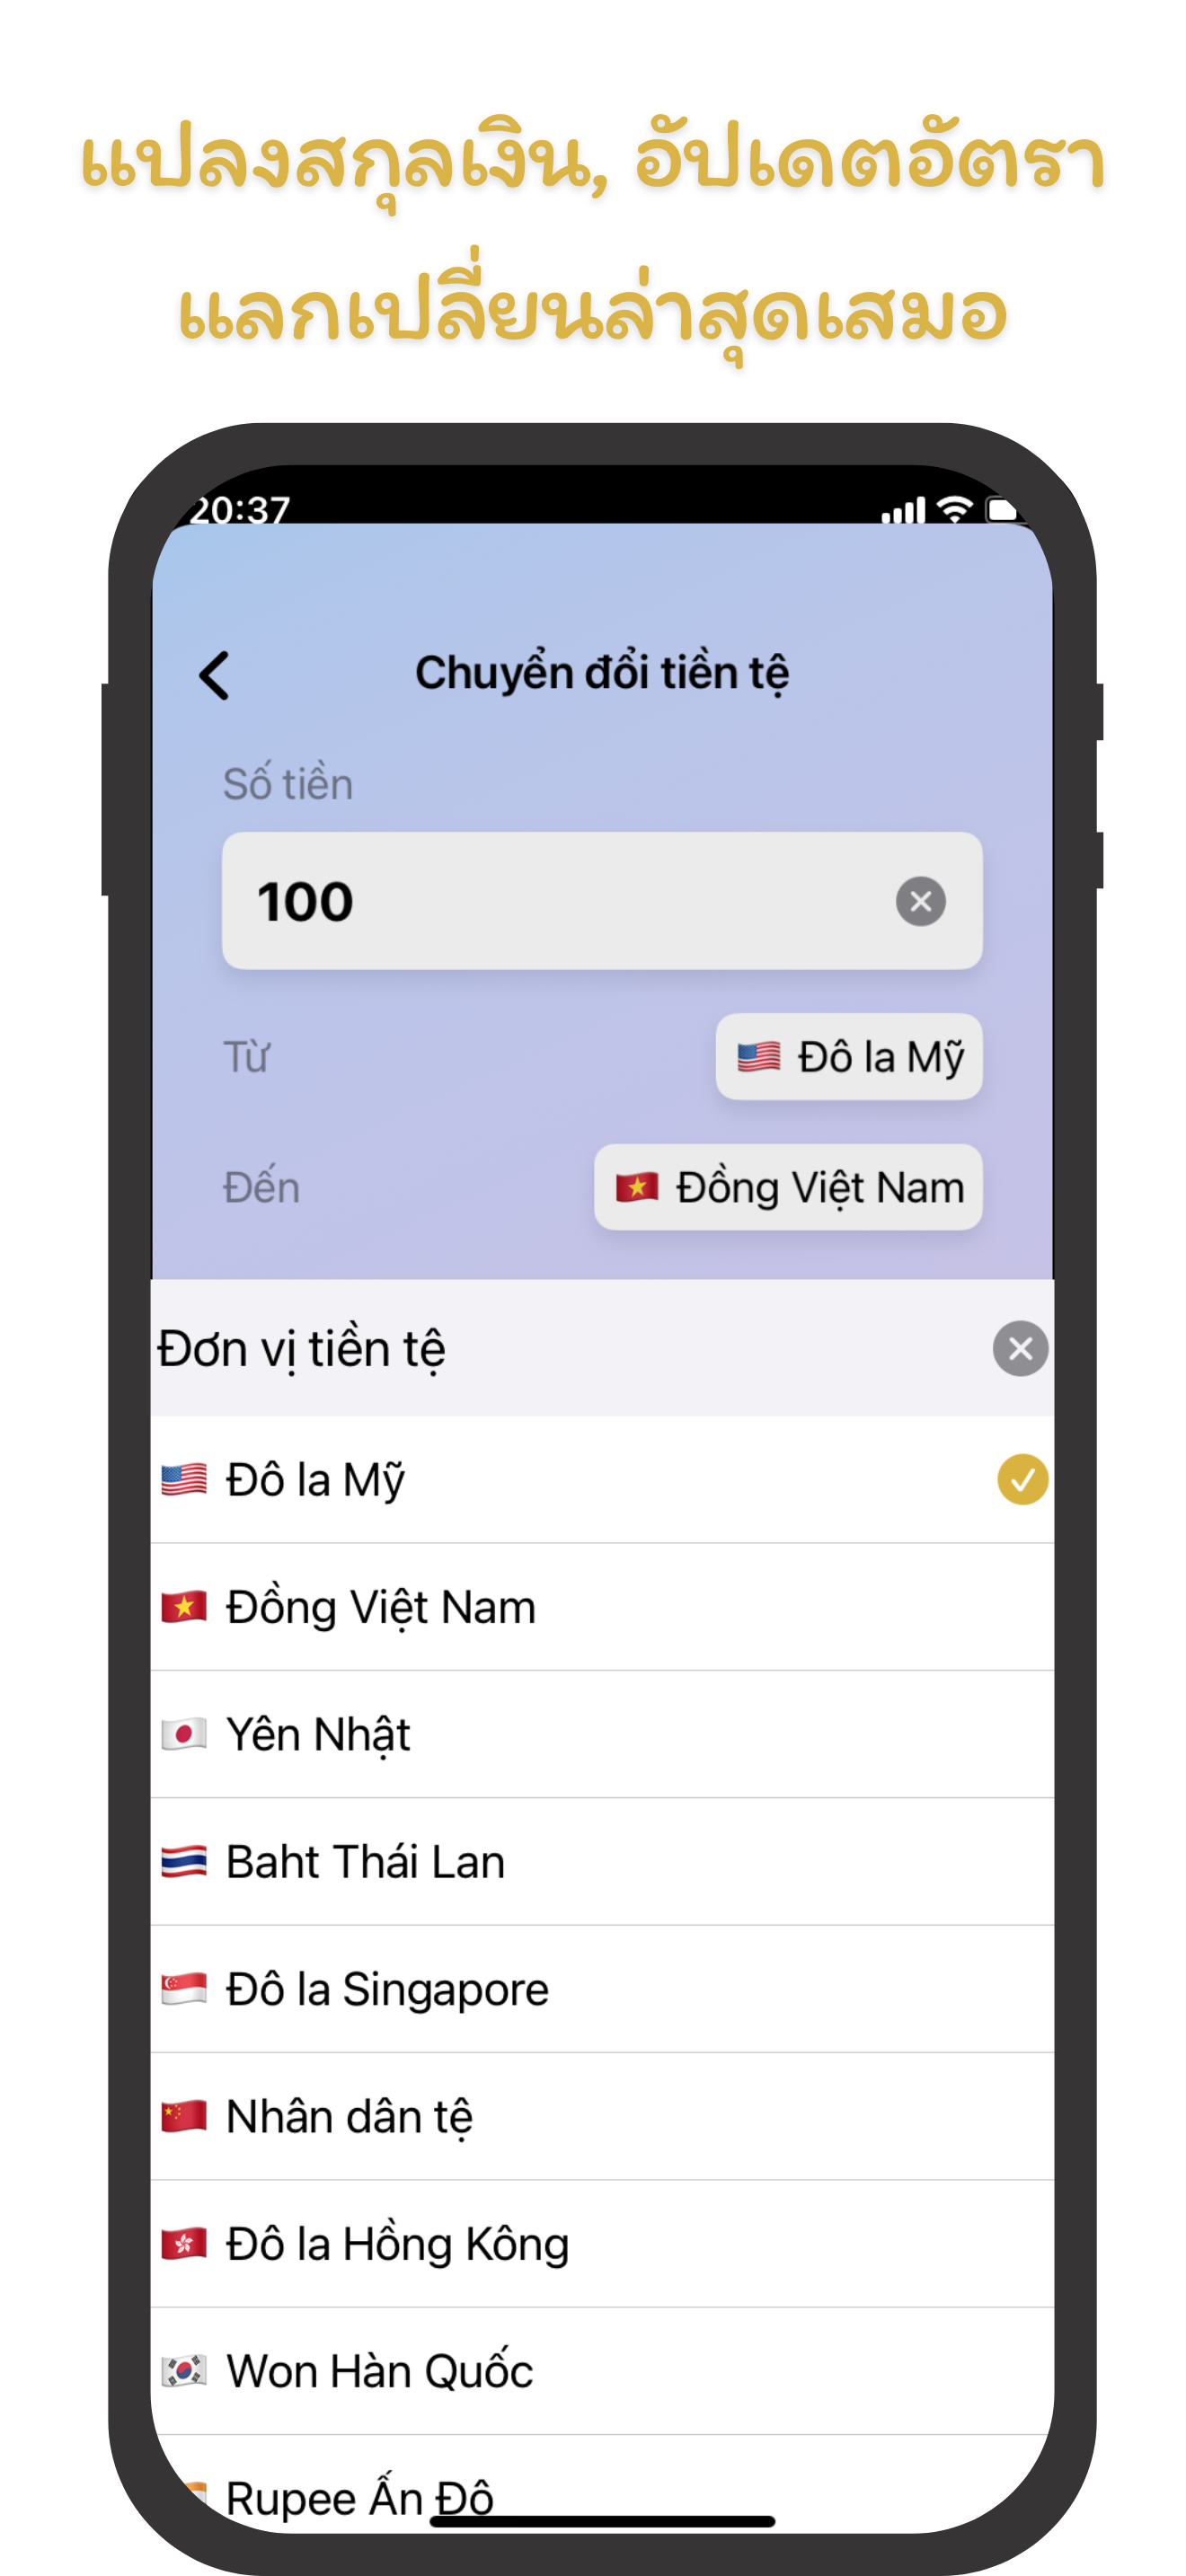 แปลงสกุลเงิน, อัปเดตอัตรา
แลกเปลี่ยนล่าสุดเสมอ
20:37
Chuyển đổi tiền tệ
Số tiền
100
Từ
Đô la Mỹ
Đến
Đồng Việt Nam
Đơn vị tiền tệ
Đô la Mỹ
Đồng Việt Nam
Yên Nhật
Baht Thái Lan
Đô la Singapore
Nhân dân tệ
Đô la Hồng Kông
Won Hàn Quốc
Rupee Ấn Độ